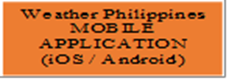 Weather Philippines
MOBILE
APPLICATION
(iOS / Android)